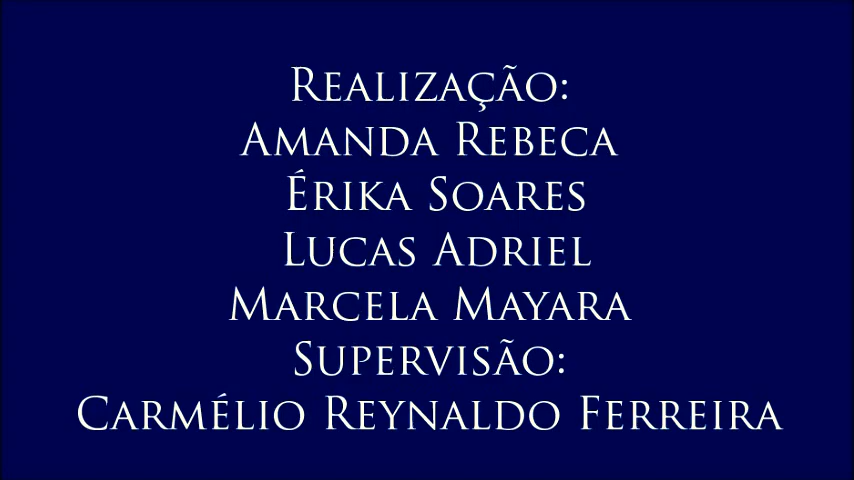 Realização:
Amanda Rebeca
Érika Soares
Lucas Adriel
Marcela Mayara
Supervisão:
Carmélio Reynaldo Ferreira